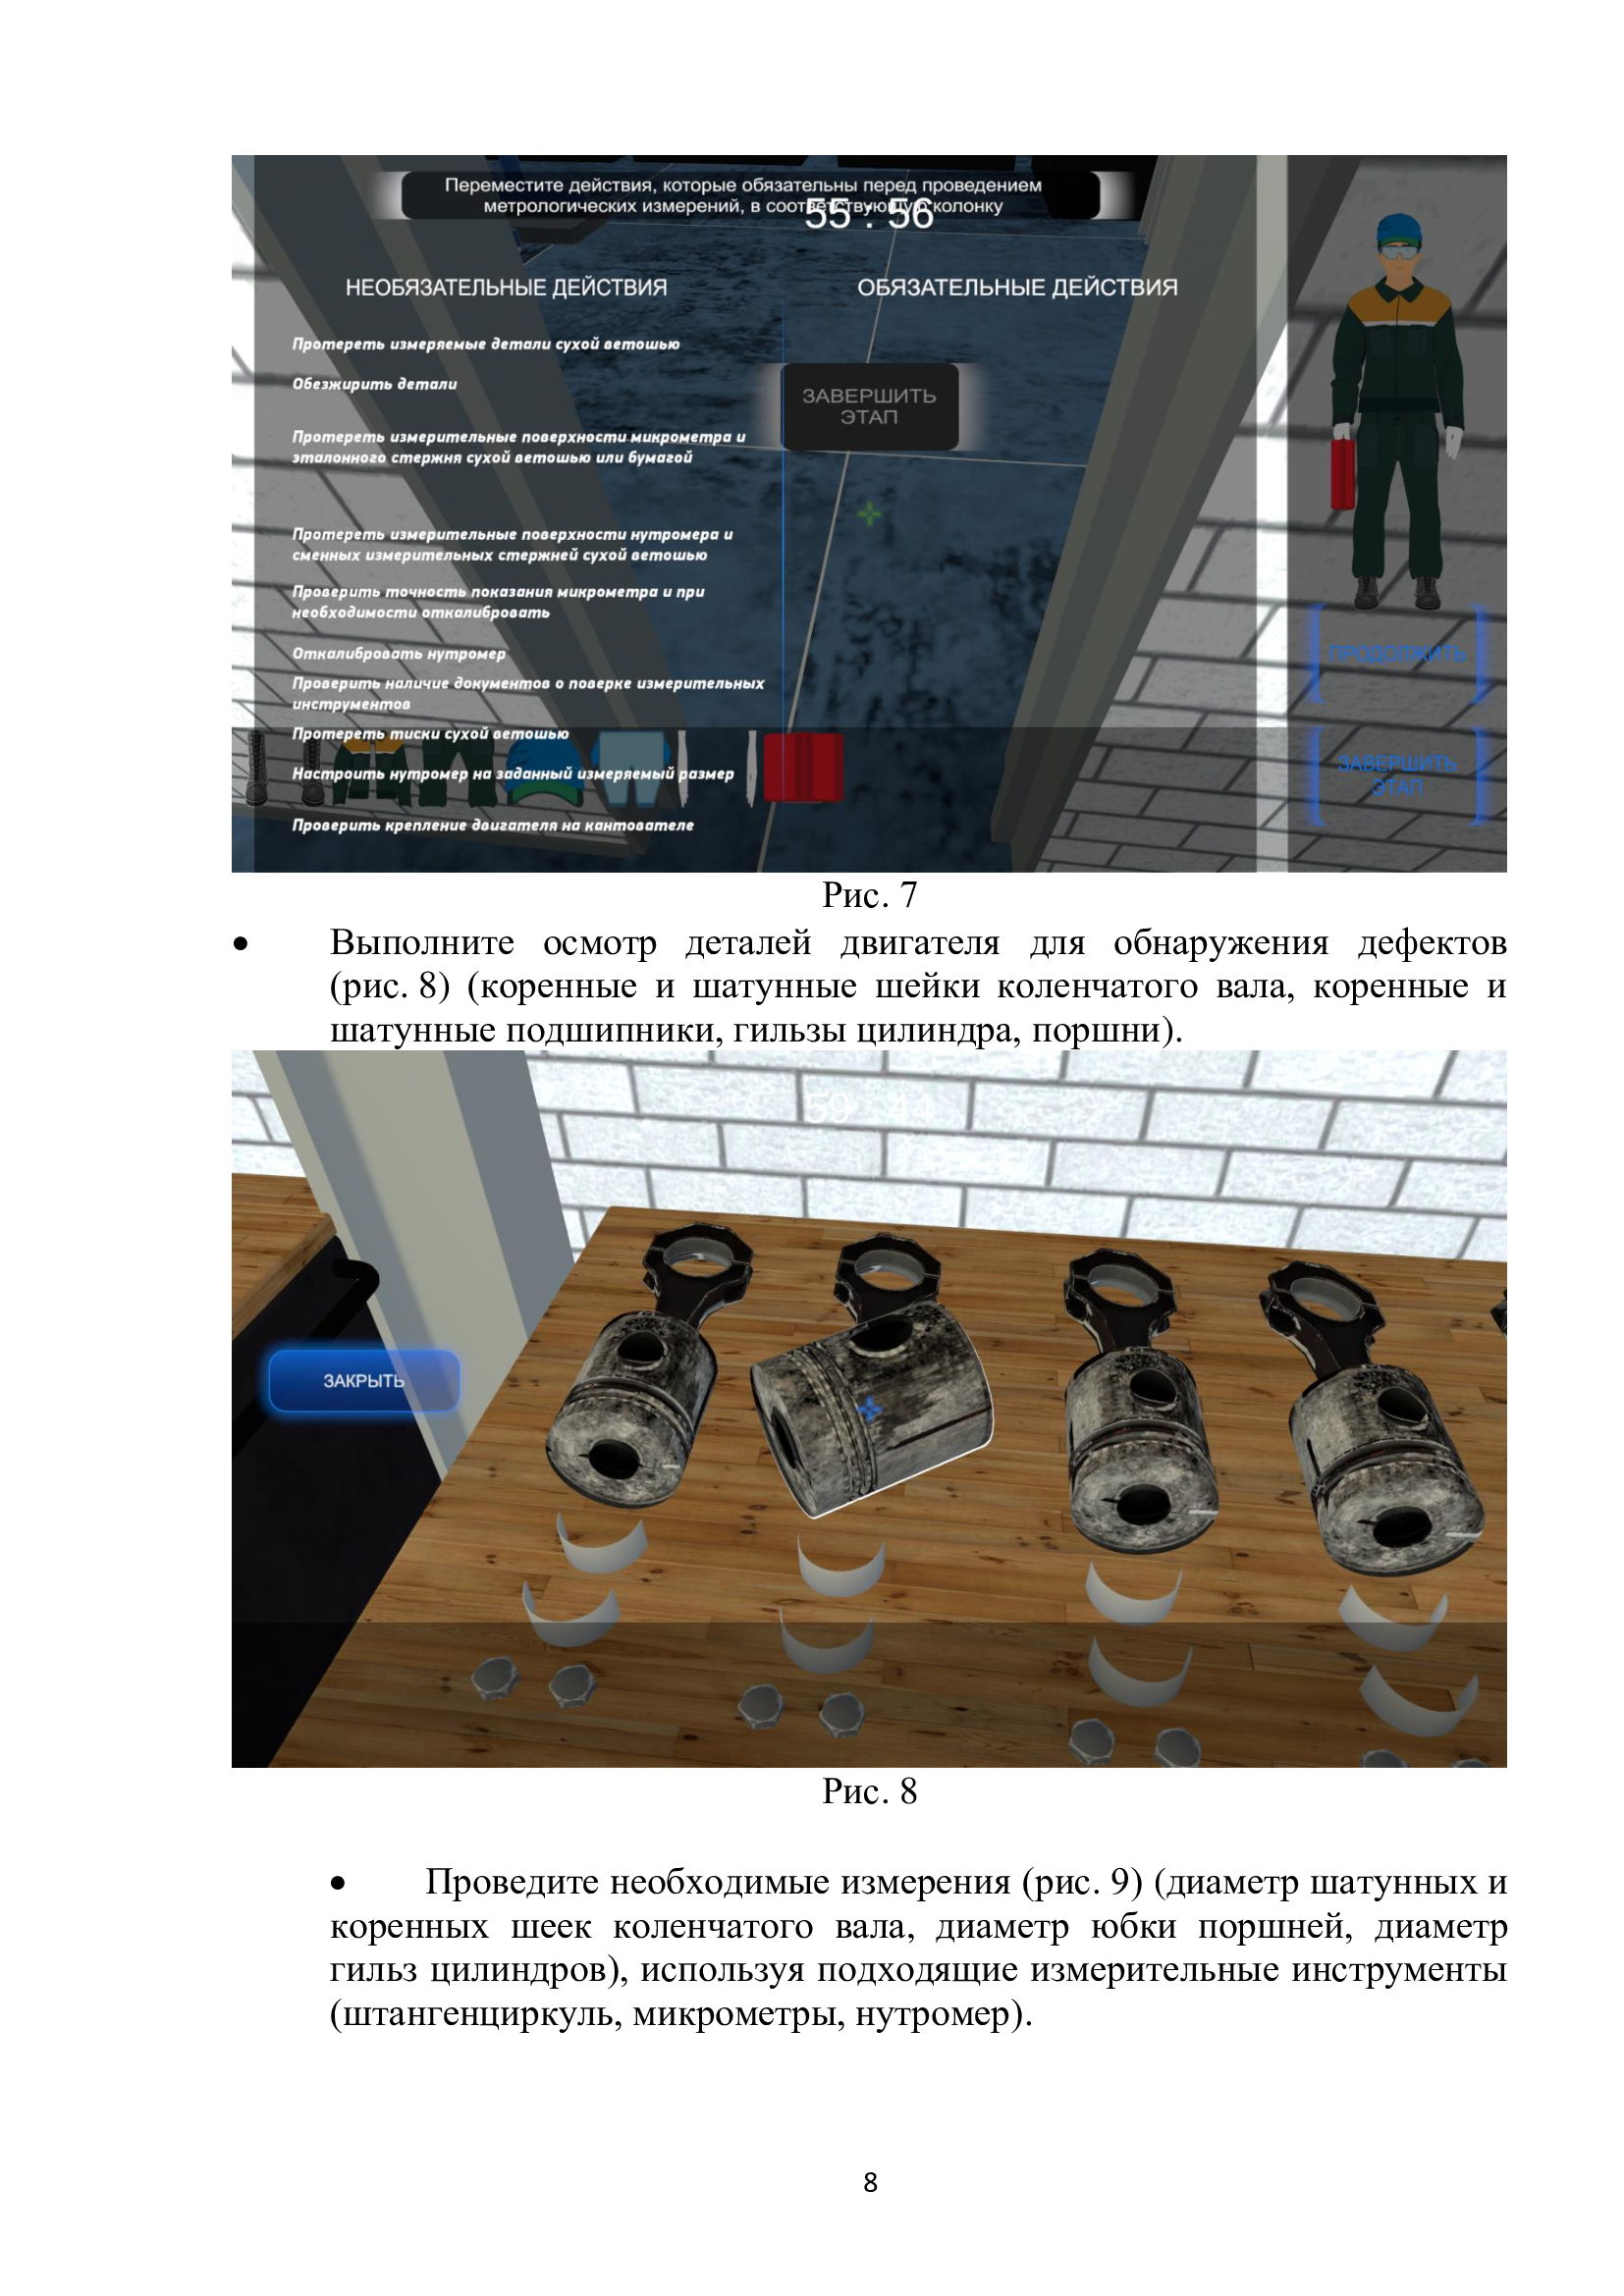 Переместите действия, которые обязательны перед проведением
метрологических измерений, в соответствующую колонку
55 : 56
НЕОБЯЗАТЕЛЬНЫЕ ДЕЙСТВИЯ
ОБЯЗАТЕЛЬНЫЕ ДЕЙСТВИЯ
Протереть измеряемые детали сухой ветошью
Обезжирить детали
ЗАВЕРШИТЬ
ЭТАП
Протереть измерительные поверхности микрометра и
эталонного стержня сухой ветошью или бумагой
Протереть измерительные поверхности нутромера и
сменных измерительных стержней сухой ветошью
Проверить точность показания микрометра и при
необходимости откалибровать
Откалибровать нутромер
Проверить наличие документов о поверке измерительных
инструментов
Протереть тиски сухой ветошью
Настроить нутромер на заданный измеряемый размер
Проверить крепление двигателя на кантователе
ПРОДОЛЖИТЬ
ЗАВЕРШИТЬ
ЭТАП
Рис. 7
• Выполните осмотр деталей двигателя для обнаружения дефектов
(рис. 8) (коренные и шатунные шейки коленчатого вала, коренные и
шатунные подшипники, гильзы цилиндра, поршни).
59 : 44
ЗАКРЫТЬ
Рис. 8
• Проведите необходимые измерения (рис. 9) (диаметр шатунных и
коренных шеек коленчатого вала, диаметр юбки поршней, диаметр
гильз цилиндров), используя подходящие измерительные инструменты
(штангенциркуль, микрометры, нутромер).
8